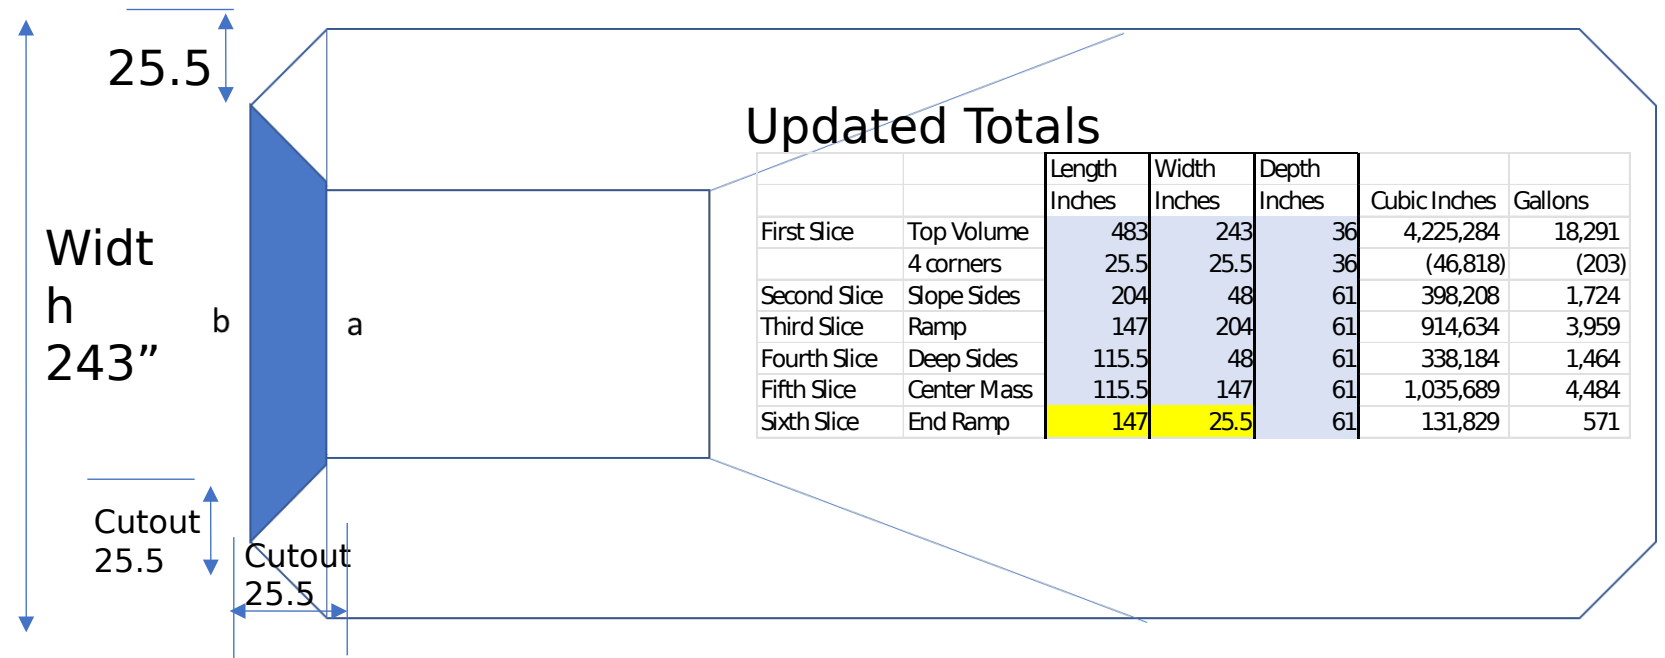 25.5
Updated Totals
Length Width Depth
Inches Inches Inches Cubic Inches Gallons
First Slice Top Volume 483 243 36 4,225,284 18,291
4 corners 25.5 25.5 36 (46,818) (203)
Second Slice Slope Sides 204 48 61 398,208 1,724
Third Slice Ramp 147 204 61 914,634 3,959
Fourth Slice Deep Sides 115.5 48 61 338,184 1,464
Fifth Slice Center Mass 115.5 147 61 1,035,689 4,484
Sixth Slice End Ramp 147 25.5 61 131,829 571
Widt
h
243”
b
a
Cutout
25.5
Cutout
25.5